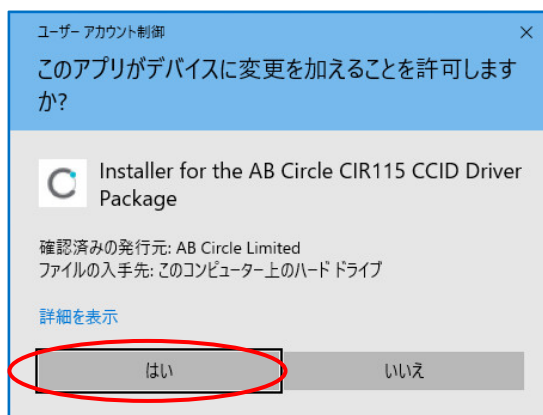 ユーザー アカウント制御
このアプリがデバイスに変更を加えることを許可します
か?
Installer for the AB Circle CIR115 CCID Driver
Package
確認済みの発行元: AB Circle Limited
ファイルの入手先: このコンピューター上のハード ドライブ
詳細を表示
はい
いいえ